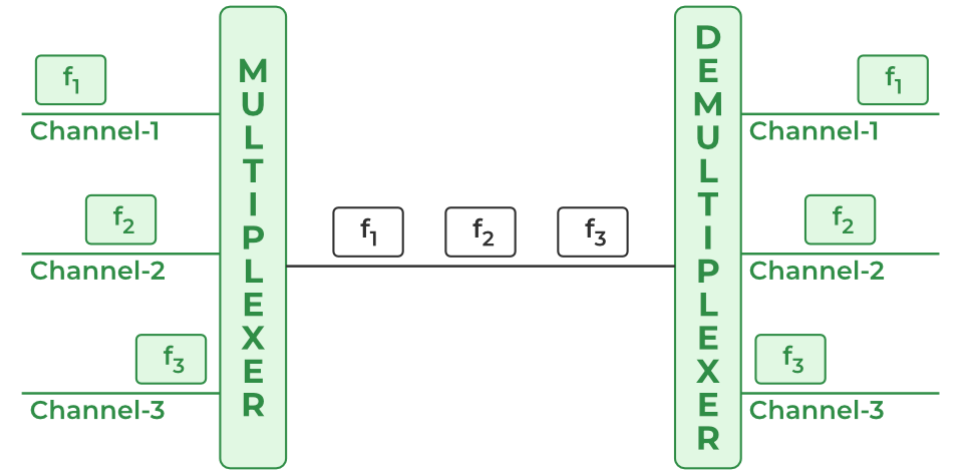 f1
Channel-1
f2
Channel-2
f3
Channel-3
MULTIPLEXER
f1
f2
f3
DEMULTIPLEXER
f1
Channel-1
f2
Channel-2
f3
Channel-3